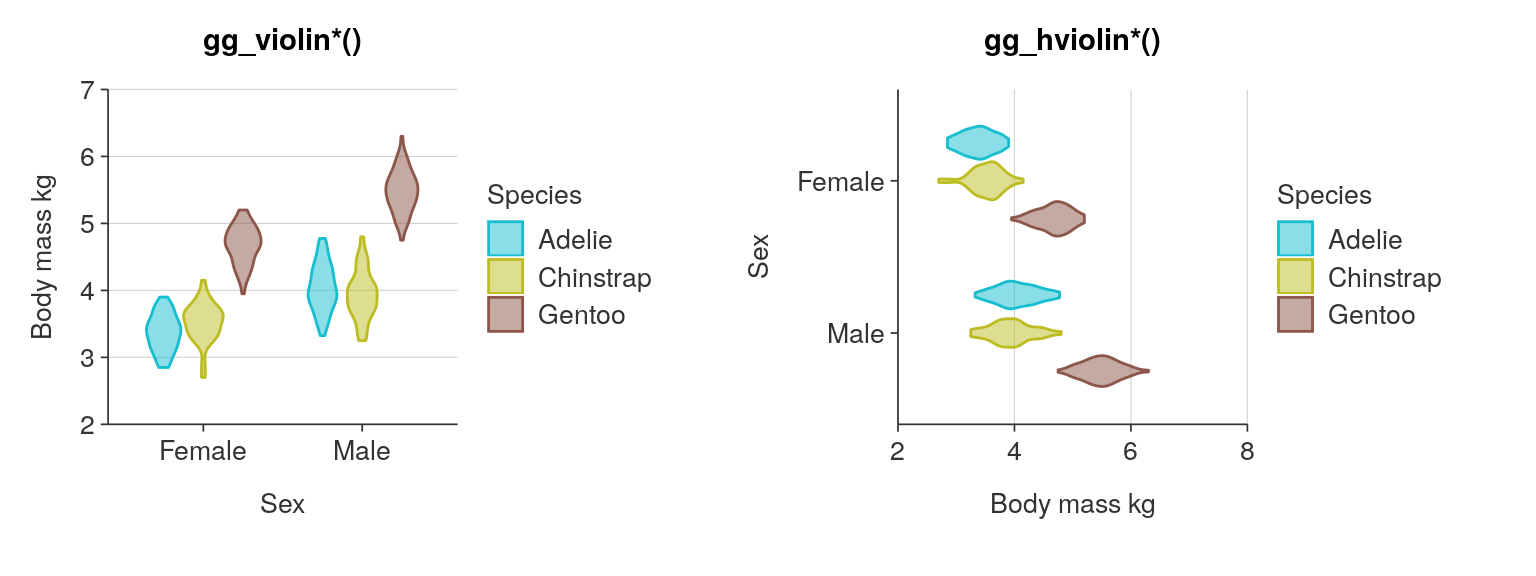 gg_violin*()
7
6
5
4
3
2
Body mass kg
Female Male
Sex
Species
Adelie
Chinstrap
Gentoo
gg_hviolin*()
Female
Male
Sex
2 4 6 8
Body mass kg
Species
Adelie
Chinstrap
Gentoo